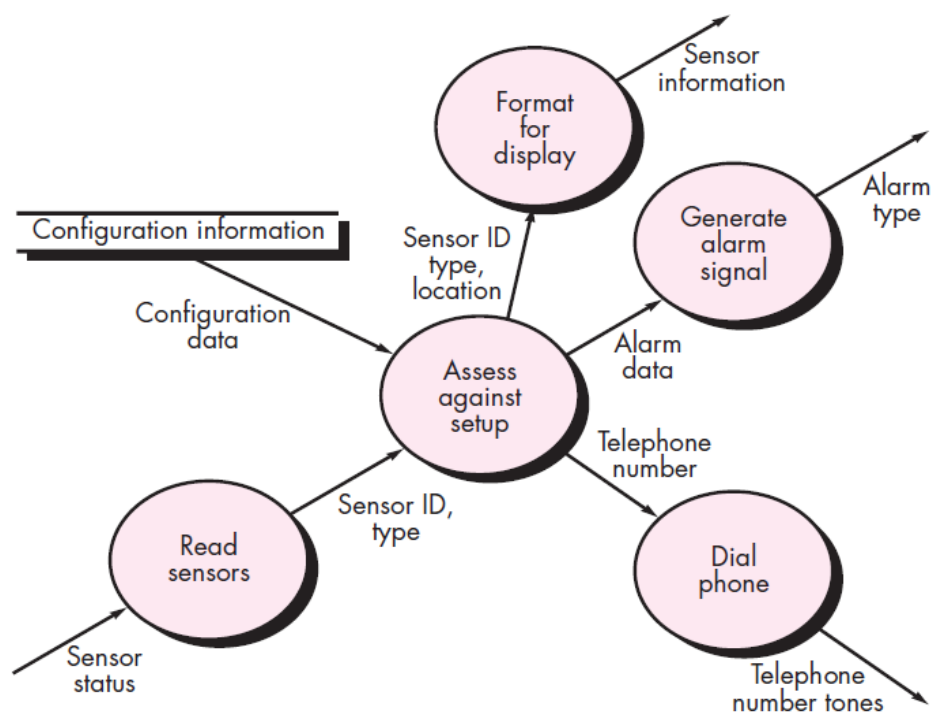 Sensor
information
Format
for
display
Alarm
type
Generate
alarm
signal
Configuration information
Sensor ID
type,
location
Configuration
data
Alarm
data
Assess
against
setup
Telephone
number
Sensor ID,
type
Read
sensors
Dial
phone
Sensor
status
Telephone
number tones